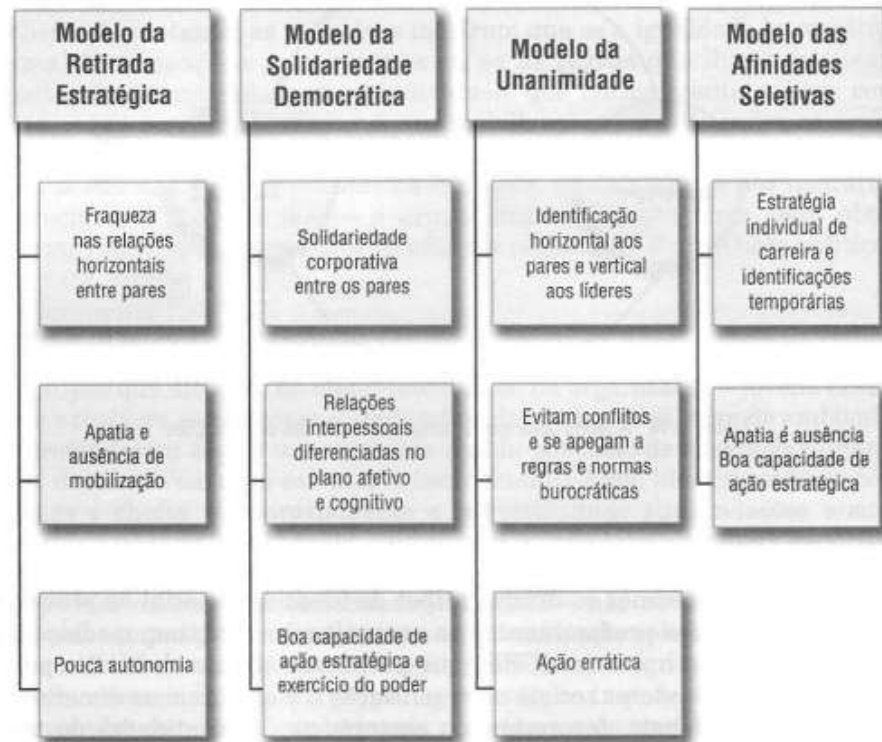 Modelo da
Retirada
Estratégica
Fraqueza
nas relações
horizontais
entre pares
Apatia e
ausência de
mobilização
Pouca autonomia
Modelo da
Solidariedade
Democrática
Solidariedade
corporativa
entre os pares
Relações
interpessoais
diferenciadas no
plano afetivo
e cognitivo
Boa capacidade de
ação estratégica e
exercício do poder
Modelo da
Unanimidade
Identificação
horizontal aos
pares e vertical
aos líderes
Evitam conflitos
e se apegam a
regras e normas
burocráticas
Ação errática
Modelo das
Afinidades
Seletivas
Estratégia
individual de
carreira e
identificações
temporárias
Apatia é ausência
Boa capacidade de
ação estratégica